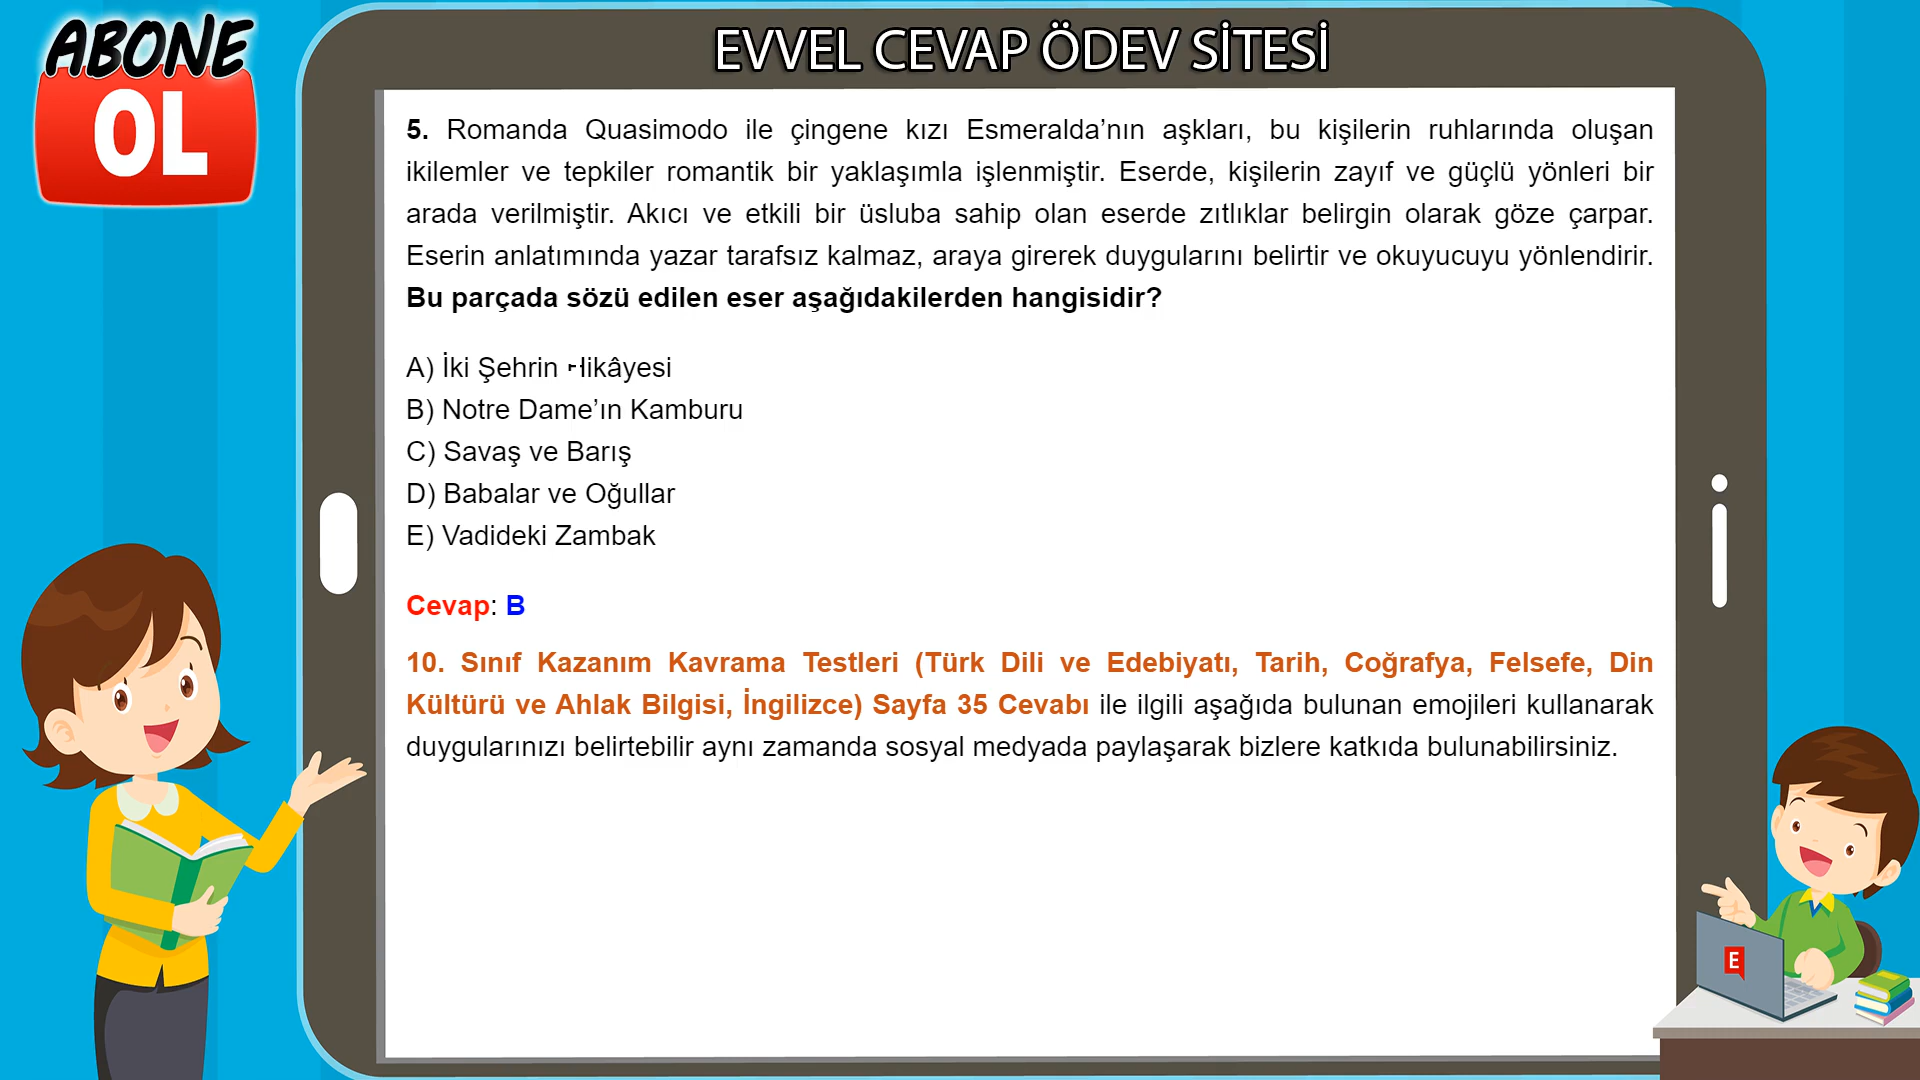 ABONE
OL
EVVEL CEVAP ÖDEV SİTESİ
5. Romanda Quasimodo ile çingene kızı Esmeralda’nın aşkları, bu kişilerin ruhlarında oluşan
ikilemler ve tepkiler romantik bir yaklaşımla işlenmiştir. Eserde, kişilerin zayıf ve güçlü yönleri bir
arada verilmiştir. Akıcı ve etkili bir üsluba sahip olan eserde zıtlıklar belirgin olarak göze çarpar.
Eserin anlatımında yazar tarafsız kalmaz, araya girerek duygularını belirtir ve okuyucuyu yönlendirir.
Bu parçada sözü edilen eser aşağıdakilerden hangisidir?
A) İki Şehrin Hikâyesi
B) Notre Dame’ın Kamburu
C) Savaş ve Barış
D) Babalar ve Oğullar
E) Vadideki Zambak
Cevap: B
10. Sınıf Kazanım Kavrama Testleri (Türk Dili ve Edebiyatı, Tarih, Coğrafya, Felsefe, Din
Kültürü ve Ahlak Bilgisi, İngilizce) Sayfa 35 Cevabı ile ilgili aşağıda bulunan emojileri kullanarak
duygularınızı belirtebilir aynı zamanda sosyal medyada paylaşarak bizlere katkıda bulunabilirsiniz.
E